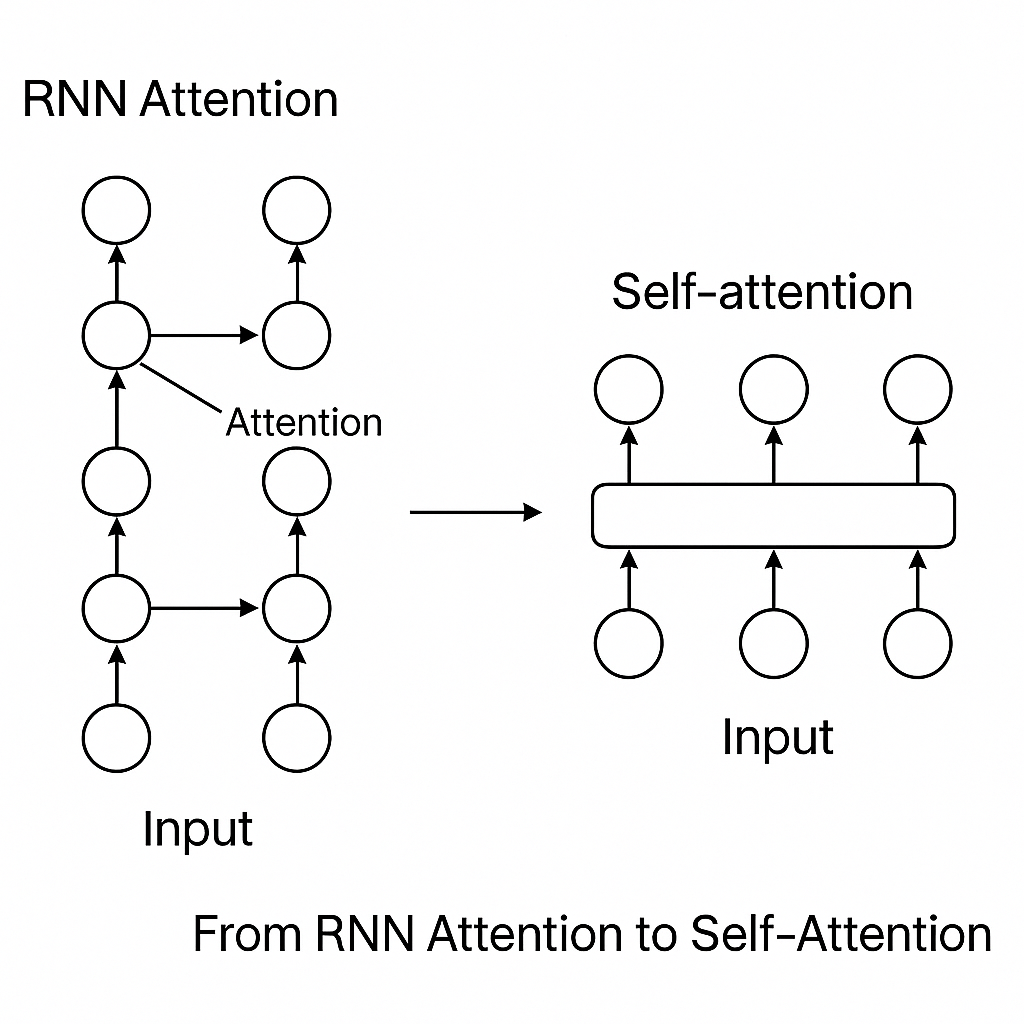 RNN Attention
Attention
Input
Self-attention
Input
From RNN Attention to Self-Attention